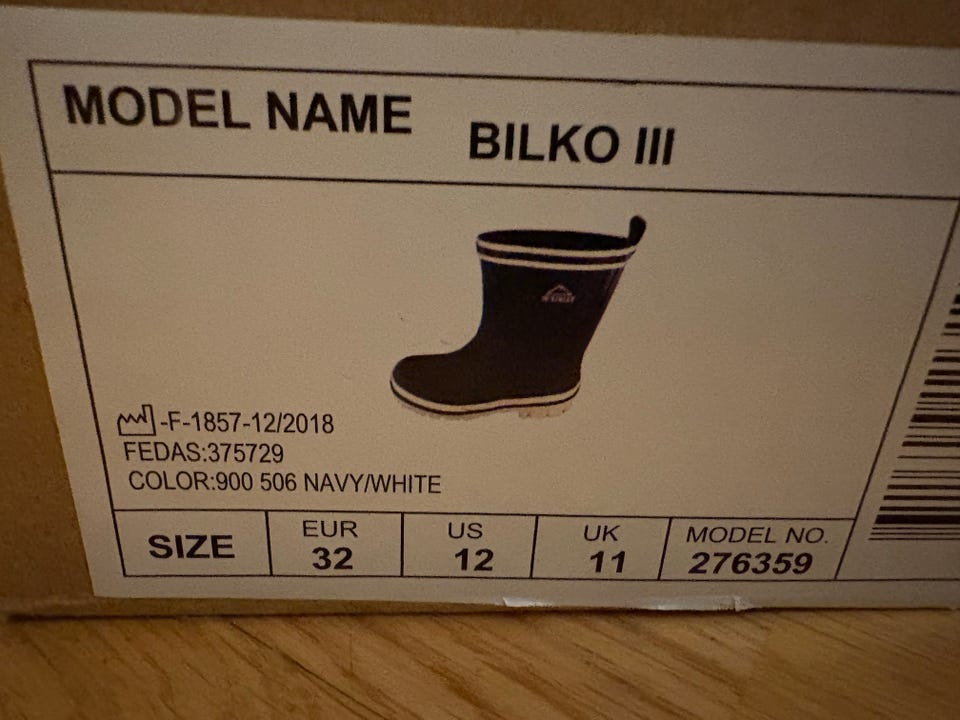 MODEL NAME
BILKO III
-F-1857-12/2018
FEDAS:375729
COLOR:900 506 NAVY/WHITE
SIZE
EUR
32
US
12
UK
11
MODEL NO.
276359